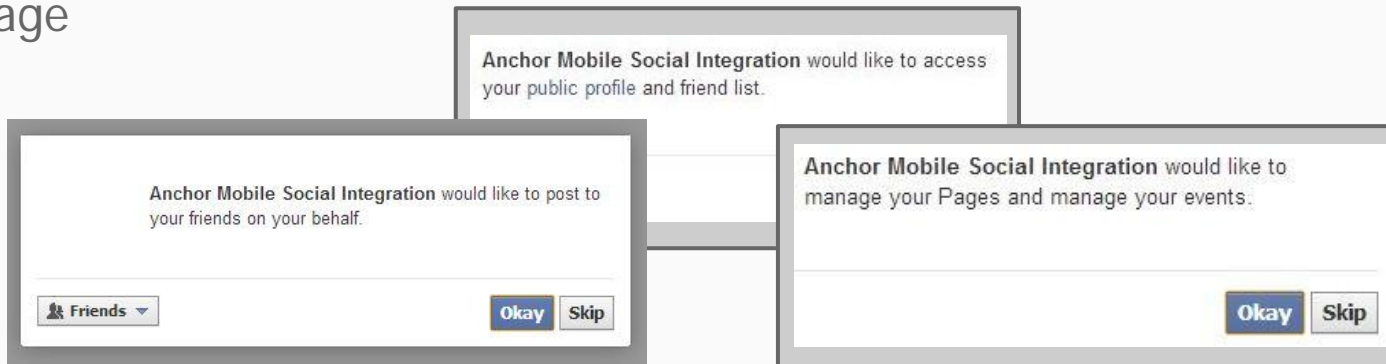 age
Anchor Mobile Social Integration would like to access
your public profile and friend list.
Anchor Mobile Social Integration would like to post to
your friends on your behalf.
Friends
Okay
Skip
Anchor Mobile Social Integration would like to
manage your Pages and manage your events.
Okay
Skip